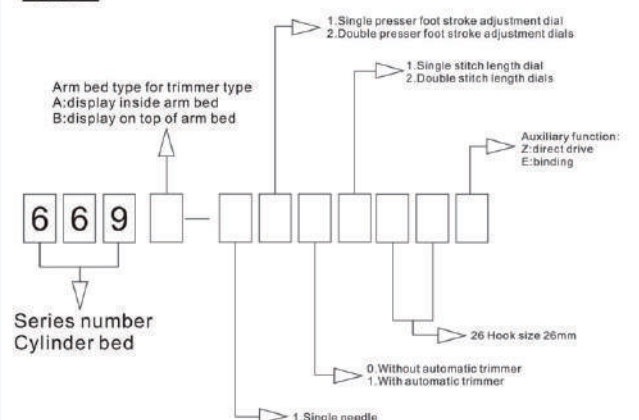 1.Single presser foot stroke adjustment dial
2.Double presser foot stroke adjustment dials
1.Single stitch length dial
2.Double stitch length dials
Arm bed type for trimmer type
A:display inside arm bed
B:display on top of arm bed
Auxiliary function:
Z:direct drive
E:binding
6 6 9 —
Series number
Cylinder bed
26 Hook size 26mm
0.Without automatic trimmer
1.With automatic trimmer
1.Single needle